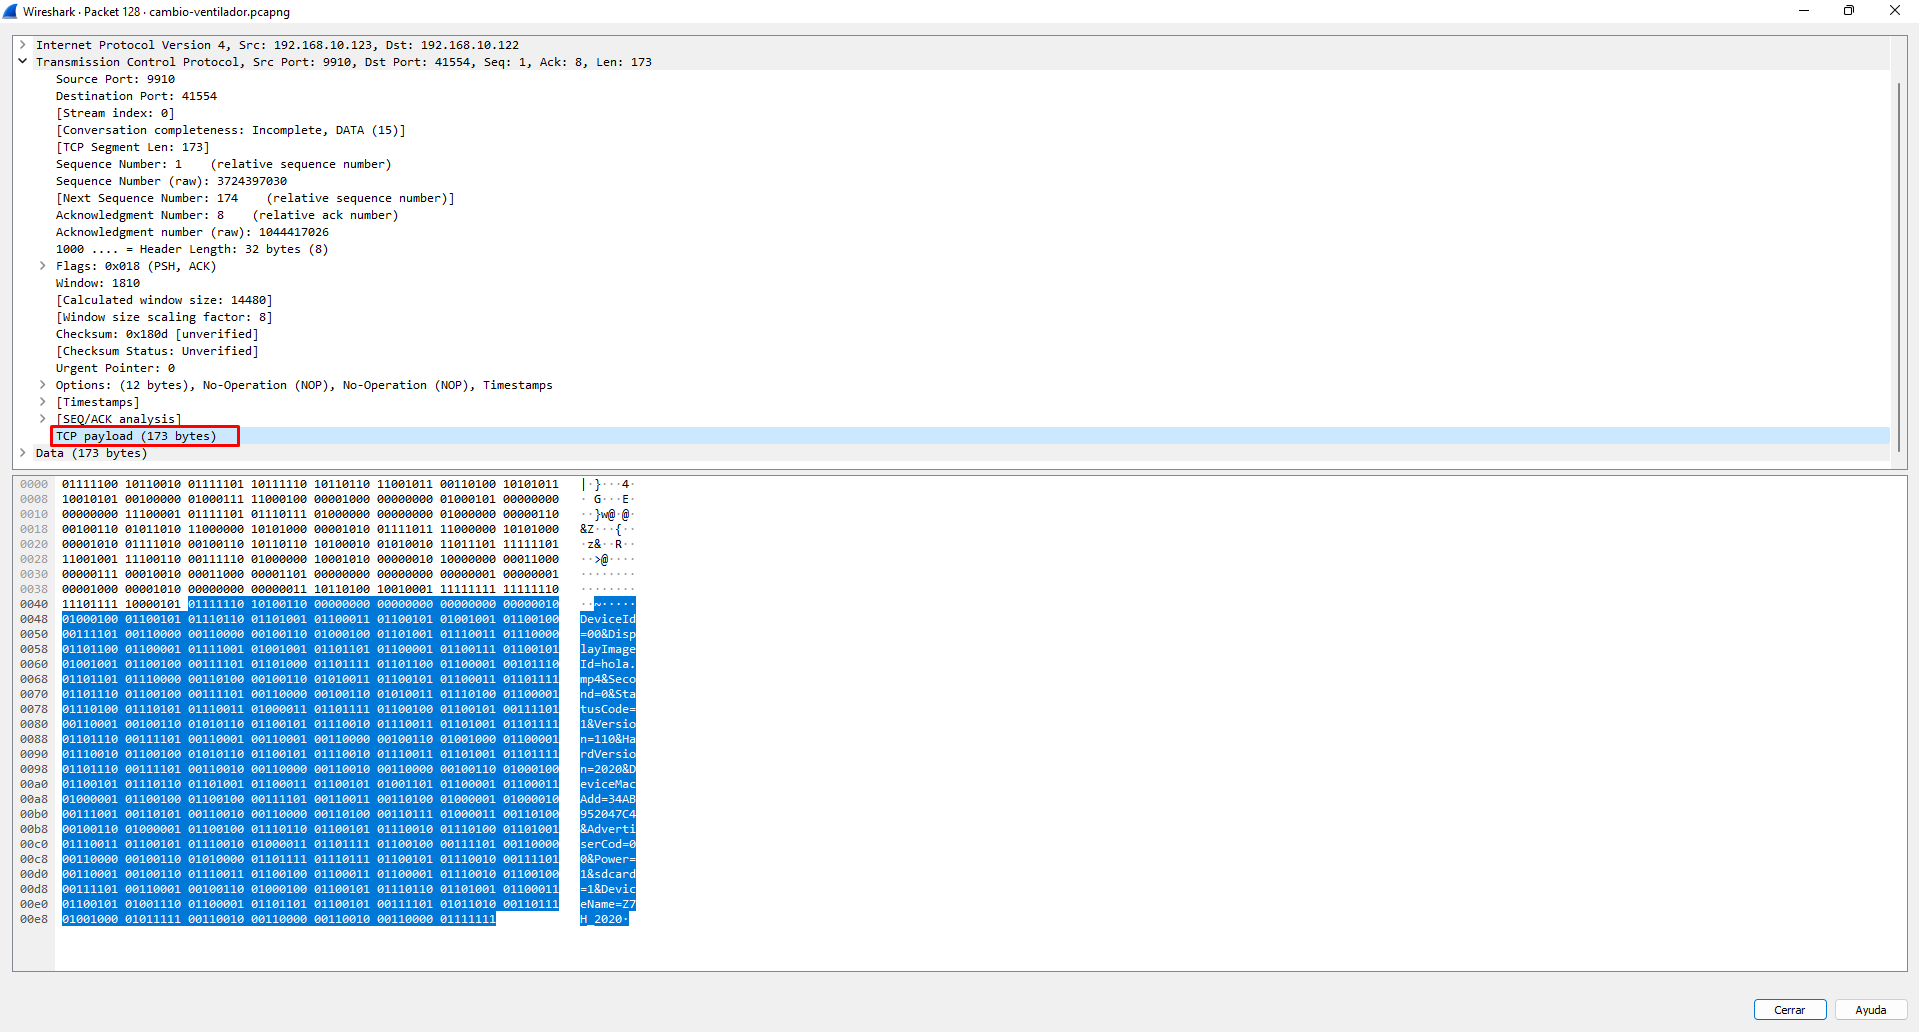 Wireshark · Packet 128 · cambio-ventilador.pcapng
Internet Protocol Version 4, Src: 192.168.10.123, Dst: 192.168.10.122
Transmission Control Protocol, Src Port: 9910, Dst Port: 41554, Seq: 1, Ack: 8, Len: 173
Source Port: 9910
Destination Port: 41554
[Stream index: 0]
[Conversation completeness: Incomplete, DATA (15)]
[TCP Segment Len: 173]
Sequence Number: 1    (relative sequence number)
Sequence Number (raw): 3724397030
[Next Sequence Number: 174    (relative sequence number)]
Acknowledgment Number: 8    (relative ack number)
Acknowledgment number (raw): 1044417026
1000 .... = Header Length: 32 bytes (8)
Flags: 0x018 (PSH, ACK)
Window: 1810
[Calculated window size: 14480]
[Window size scaling factor: 8]
Checksum: 0x180d [unverified]
[Checksum Status: Unverified]
Urgent Pointer: 0
Options: (12 bytes), No-Operation (NOP), No-Operation (NOP), Timestamps
[Timestamps]
[SEQ/ACK analysis]
TCP payload (173 bytes)
Data (173 bytes)
0000 01111100 10110010 01111101 10111110 10110110 11001011 00110100 10101011 |·}···4·
0008 10010101 00100000 01000111 11000100 00001000 00000000 01000101 00000000 · G···E·
0010 00000000 11100001 01111101 01110111 01000000 00000000 01000000 00000110 ··}w@·@·
0018 00100110 01011010 11000000 10101000 00001010 01111011 11000000 10101000 &Z···{··
0020 00001010 01111010 00100110 10110110 10100010 01010010 11011101 11111101 ·z&··R··
0028 11001001 11100110 00111110 01000000 10001010 00000010 10000000 00011000 ··>@····
0030 00000111 00010010 00011000 00001101 00000000 00000000 00000001 00000001 ········
0038 00001000 00001010 00000000 00000011 10110100 10010001 11111111 11111110 ········
0040 11101111 10000101 01111110 10100110 00000000 00000000 00000000 00000010 ··~·····
0048 01000100 01100101 01110110 01101001 01100011 01100101 01001001 01100100 DeviceId
0050 00111101 00110000 00110000 00100110 01000100 01101001 01110011 01110000 =00&Disp
0058 01101100 01100001 01111001 01001001 01101101 01100001 01100111 01100101 layImage
0060 01001001 01100100 00111101 01101000 01101111 01101100 01100001 00101110 Id=hola.
0068 01101101 01110000 00110100 00100110 01010011 01100101 01100011 01101111 mp4&Seco
0070 01101110 01100100 00111101 00110000 00100110 01010011 01110100 01100001 nd=0&Sta
0078 01110100 01110101 01110011 01000011 01101111 01100100 01100101 00111101 tusCode=
0080 00110001 00100110 01010110 01100101 01110010 01110011 01101001 01101111 1&Versio
0088 01101110 00111101 00110001 00110001 00110000 00100110 01001000 01100001 n=110&Ha
0090 01110010 01100100 01010110 01100101 01110010 01110011 01101001 01101111 rdVersio
0098 01101110 00111101 00110010 00110000 00110010 00110000 00100110 01000100 n=2020&D
00a0 01100101 01110110 01101001 01100011 01100101 01001101 01100001 01100011 eviceMac
00a8 01000001 01100100 01100100 00111101 00110011 00110100 01000001 01000010 Add=34AB
00b0 00111001 00110101 00110010 00110000 00110100 00110111 01000011 00110100 952047C4
00b8 00100110 01000001 01100100 01110110 01100101 01110010 01110100 01101001 &Adverti
00c0 01110011 01100101 01110010 01000011 01101111 01100100 00111101 00110000 serCod=0
00c8 00110000 00100110 01010000 01101111 01110111 01100101 01110010 00111101 0&Power=
00d0 00110001 00100110 01110011 01100100 01100011 01100001 01110010 01100100 1&sdcard
00d8 00111101 00110001 00100110 01000100 01100101 01110110 01101001 01100011 =1&Devic
00e0 01100101 01001110 01100001 01101101 01100101 00111101 01011010 00110111 eName=Z7
00e8 01001000 01011111 00110010 00110000 00110010 00110000 01111111 H_2020·
Cerrar
Ayuda